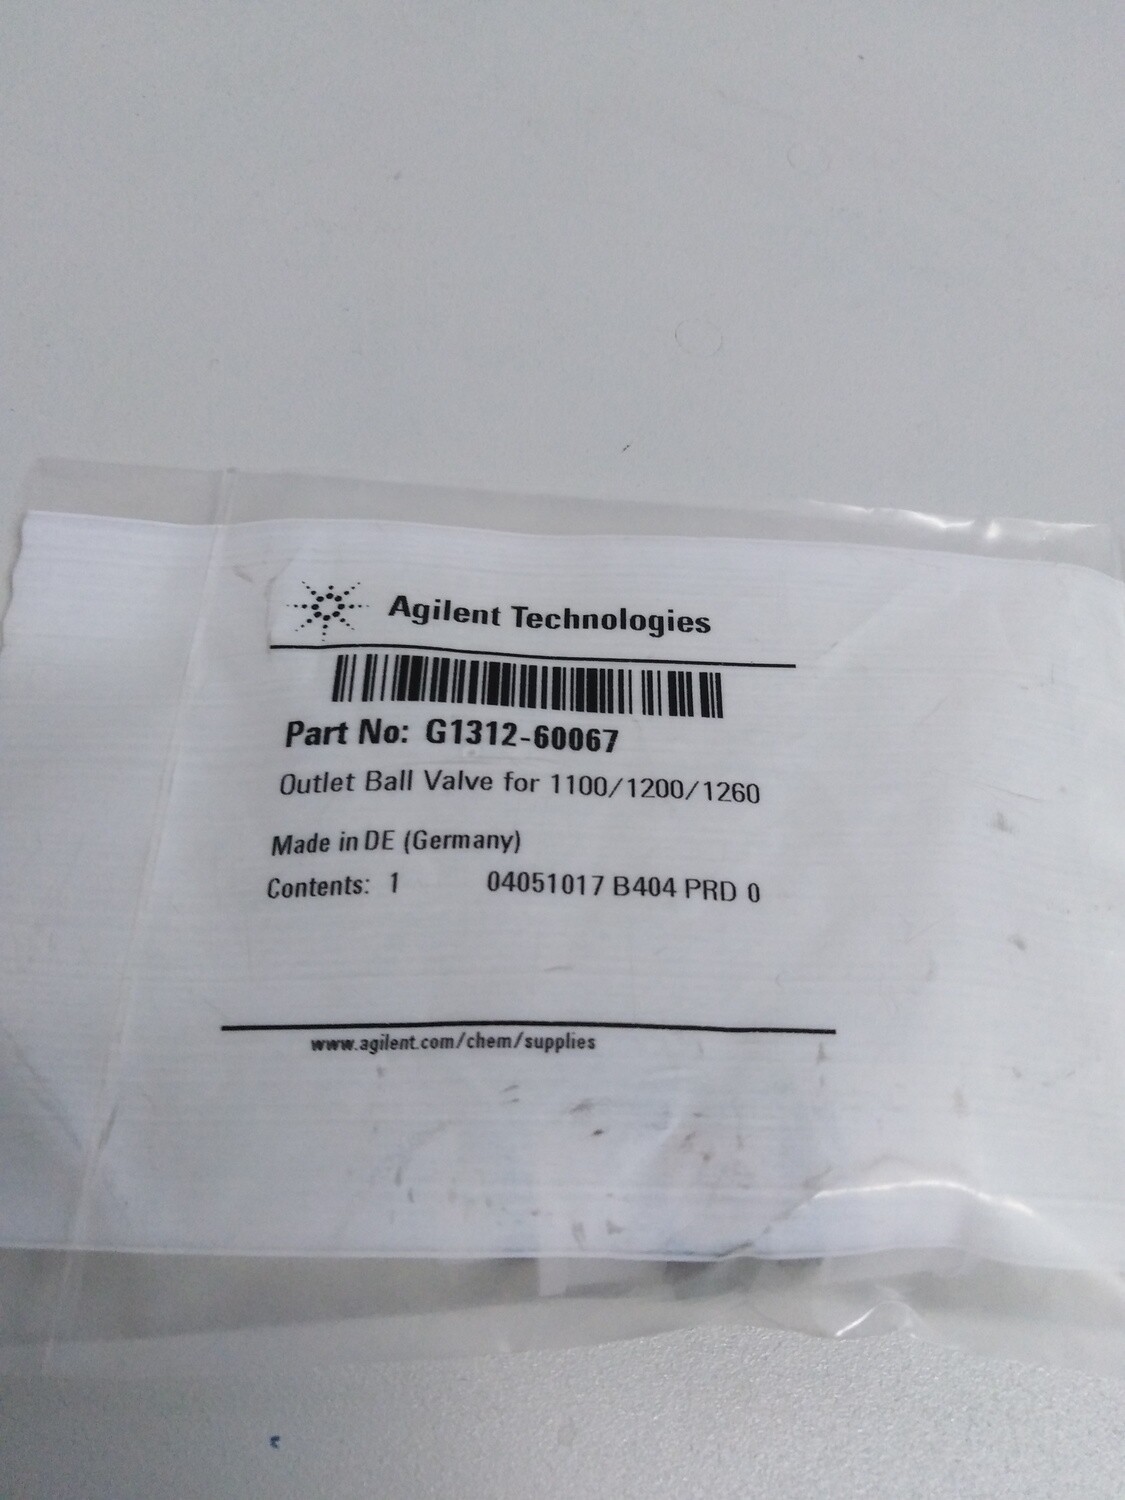 Agilent Technologies
Part No: G1312-60067
Outlet Ball Valve for 1100/1200/1260
Made in DE (Germany)
Contents: 1 04051017 B404 PRD 0
www.agilent.com/chem/supplies